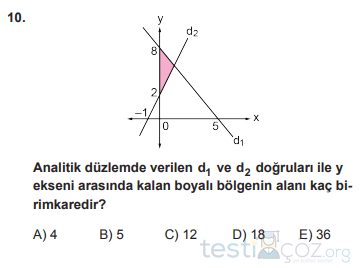 10.
y
d₂
8
2
–1
0
5
x
d₁
Analitik düzlemde verilen d₁ ve d₂ doğruları ile y
ekseni arasında kalan boyalı bölgenin alanı kaç bi-
rimkaredir?
A) 4 B) 5 C) 12 D) 18 E) 36
testiçöz.org